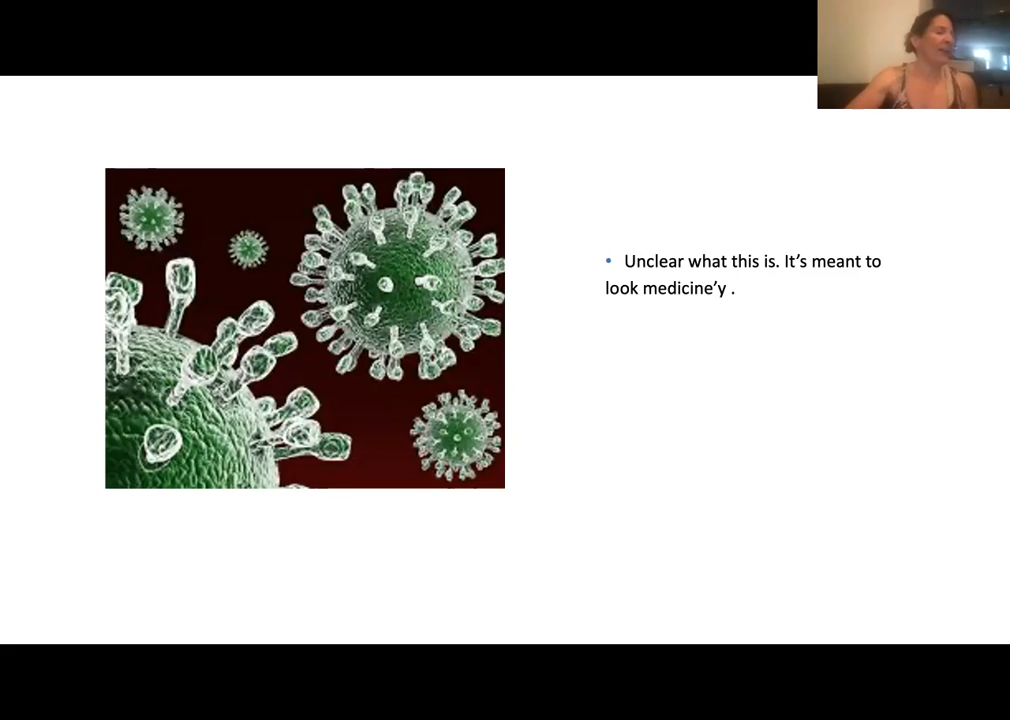 • Unclear what this is. It’s meant to
look medicine’y .